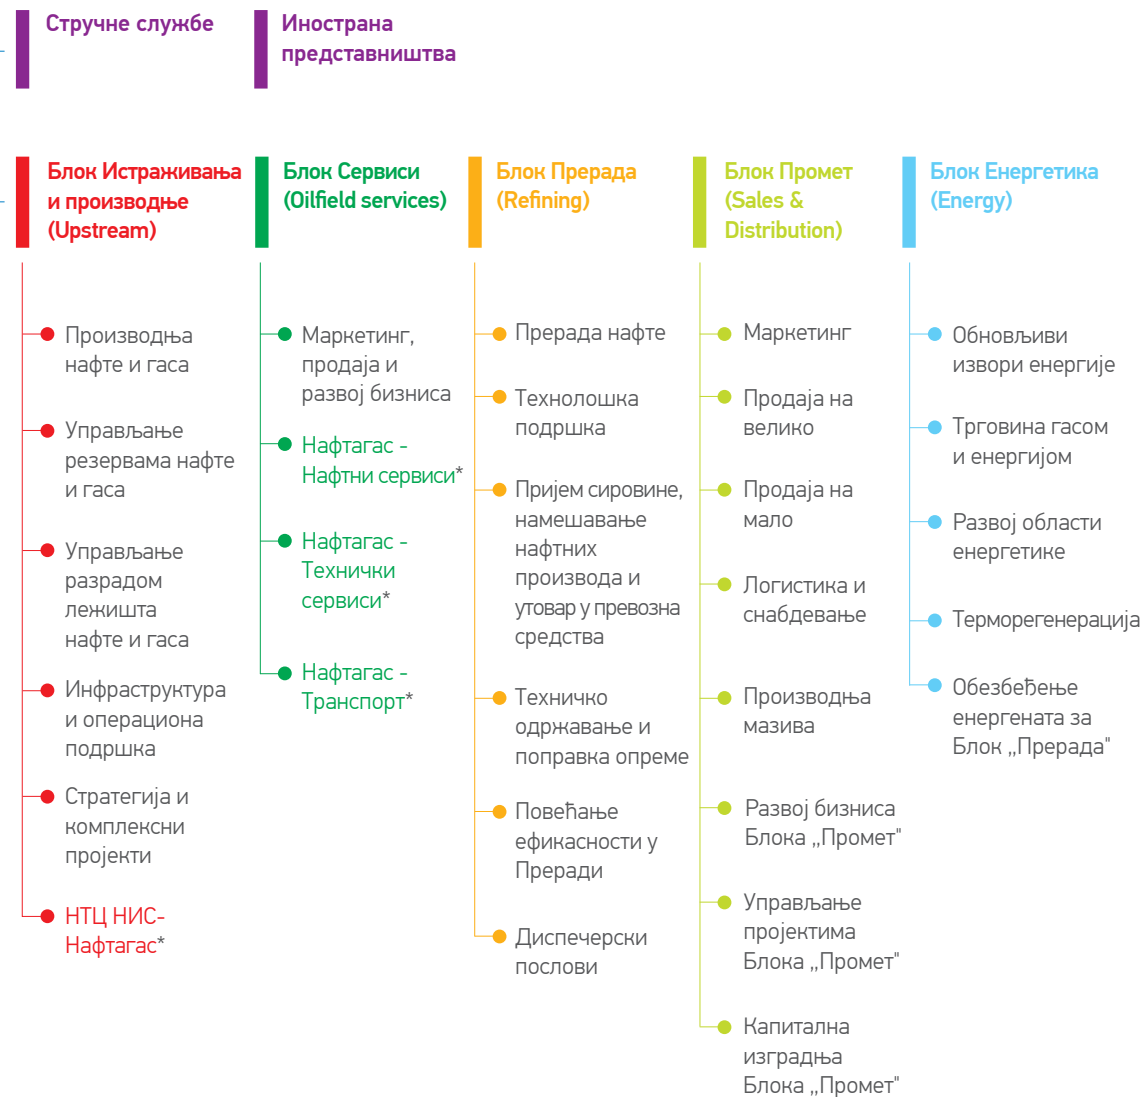 Стручне службе
Инострана
представништва
Блок Истраживања
и производње
(Upstream)
Производња
нафте и гаса
Управљање
резервама нафте
и гаса
Управљање
разрадом
лежишта
нафте и гаса
Инфраструктура
и операциона
подршка
Стратегија и
комплексни
пројекти
НТЦ НИС-
Нафтагас*
Блок Сервиси
(Oilfield services)
Маркетинг,
продаја и
развој бизниса
Нафтагас -
Нафтни сервиси*
Нафтагас -
Технички
сервиси*
Нафтагас -
Транспорт*
Блок Прерада
(Refining)
Прерада нафте
Технолошка
подршка
Пријем сировине,
намешавање
нафтних
производа и
утовар у превозна
средства
Техничко
одржавање и
поправка опреме
Повећање
ефикасности у
Преради
Диспечерски
послови
Блок Промет
(Sales &
Distribution)
Маркетинг
Продаја на
велико
Продаја на
мало
Логистика и
снабдевање
Производња
мазива
Развој бизниса
Блока „Промет"
Управљање
пројектима
Блока „Промет"
Капитална
изградња
Блока „Промет"
Блок Енергетика
(Energy)
Обновљиви
извори енергије
Трговина гасом
и енергијом
Развој области
енергетике
Терморегенерација
Обезбеђење
енергената за
Блок „Прерада"